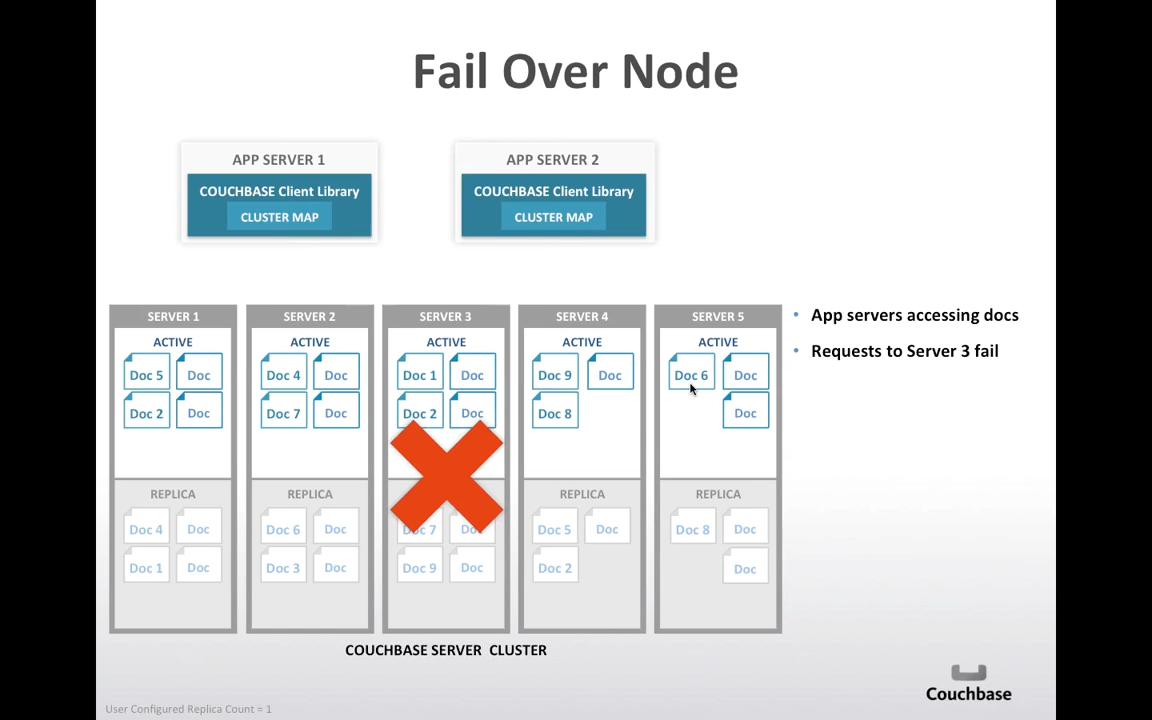 Fail Over Node
APP SERVER 1
COUCHBASE Client Library
CLUSTER MAP
APP SERVER 2
COUCHBASE Client Library
CLUSTER MAP
SERVER 1
ACTIVE
Doc 5 Doc
Doc 2 Doc
REPLICA
Doc 4 Doc
Doc 1 Doc
SERVER 2
ACTIVE
Doc 4 Doc
Doc 7 Doc
REPLICA
Doc 6 Doc
Doc 3 Doc
SERVER 3
ACTIVE
Doc 1 Doc
Doc 2 Doc
Doc 7 Doc
Doc 9 Doc
SERVER 4
ACTIVE
Doc 9 Doc
Doc 8
REPLICA
Doc 5 Doc
Doc 2
SERVER 5
ACTIVE
Doc 6 Doc
Doc
REPLICA
Doc 8 Doc
Doc
• App servers accessing docs
• Requests to Server 3 fail
COUCHBASE SERVER CLUSTER
Couchbase
User Configured Replica Count = 1